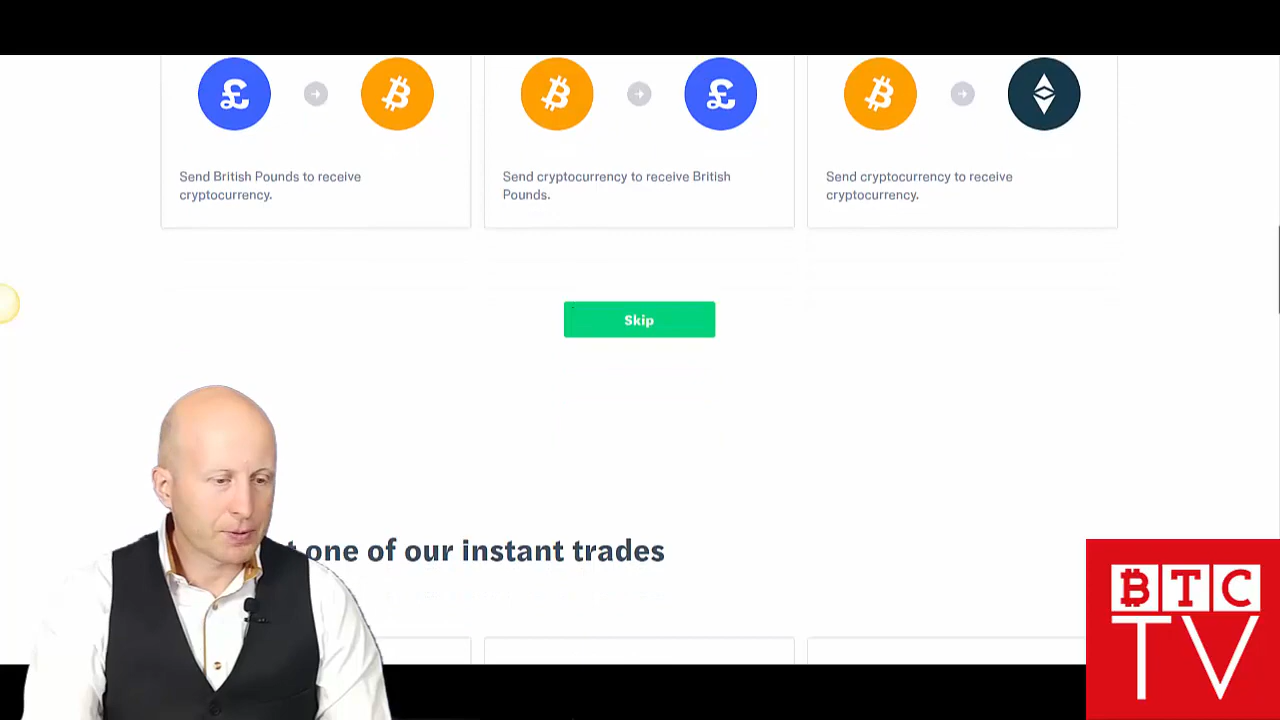 Send British Pounds to receive
cryptocurrency.
Send cryptocurrency to receive British
Pounds.
Send cryptocurrency to receive
cryptocurrency.
Skip
one of our instant trades
BTC
TV